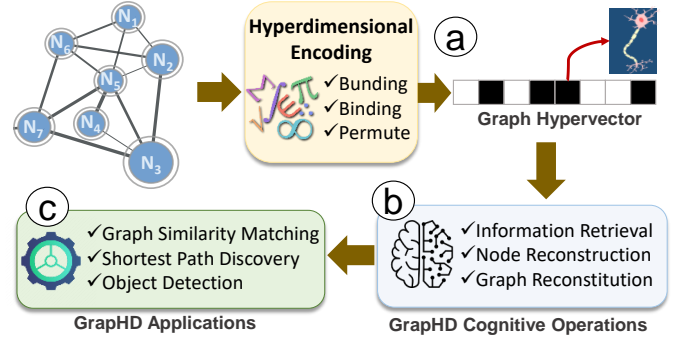 N1
N6
N2
N5
N7
N4
N3
Hyperdimensional
Encoding
✓Bunding
✓Binding
✓Permute
a
Graph Hypervector
c
✓Graph Similarity Matching
✓Shortest Path Discovery
✓Object Detection
GrapHD Applications
b
✓Information Retrieval
✓Node Reconstruction
✓Graph Reconstitution
GrapHD Cognitive Operations